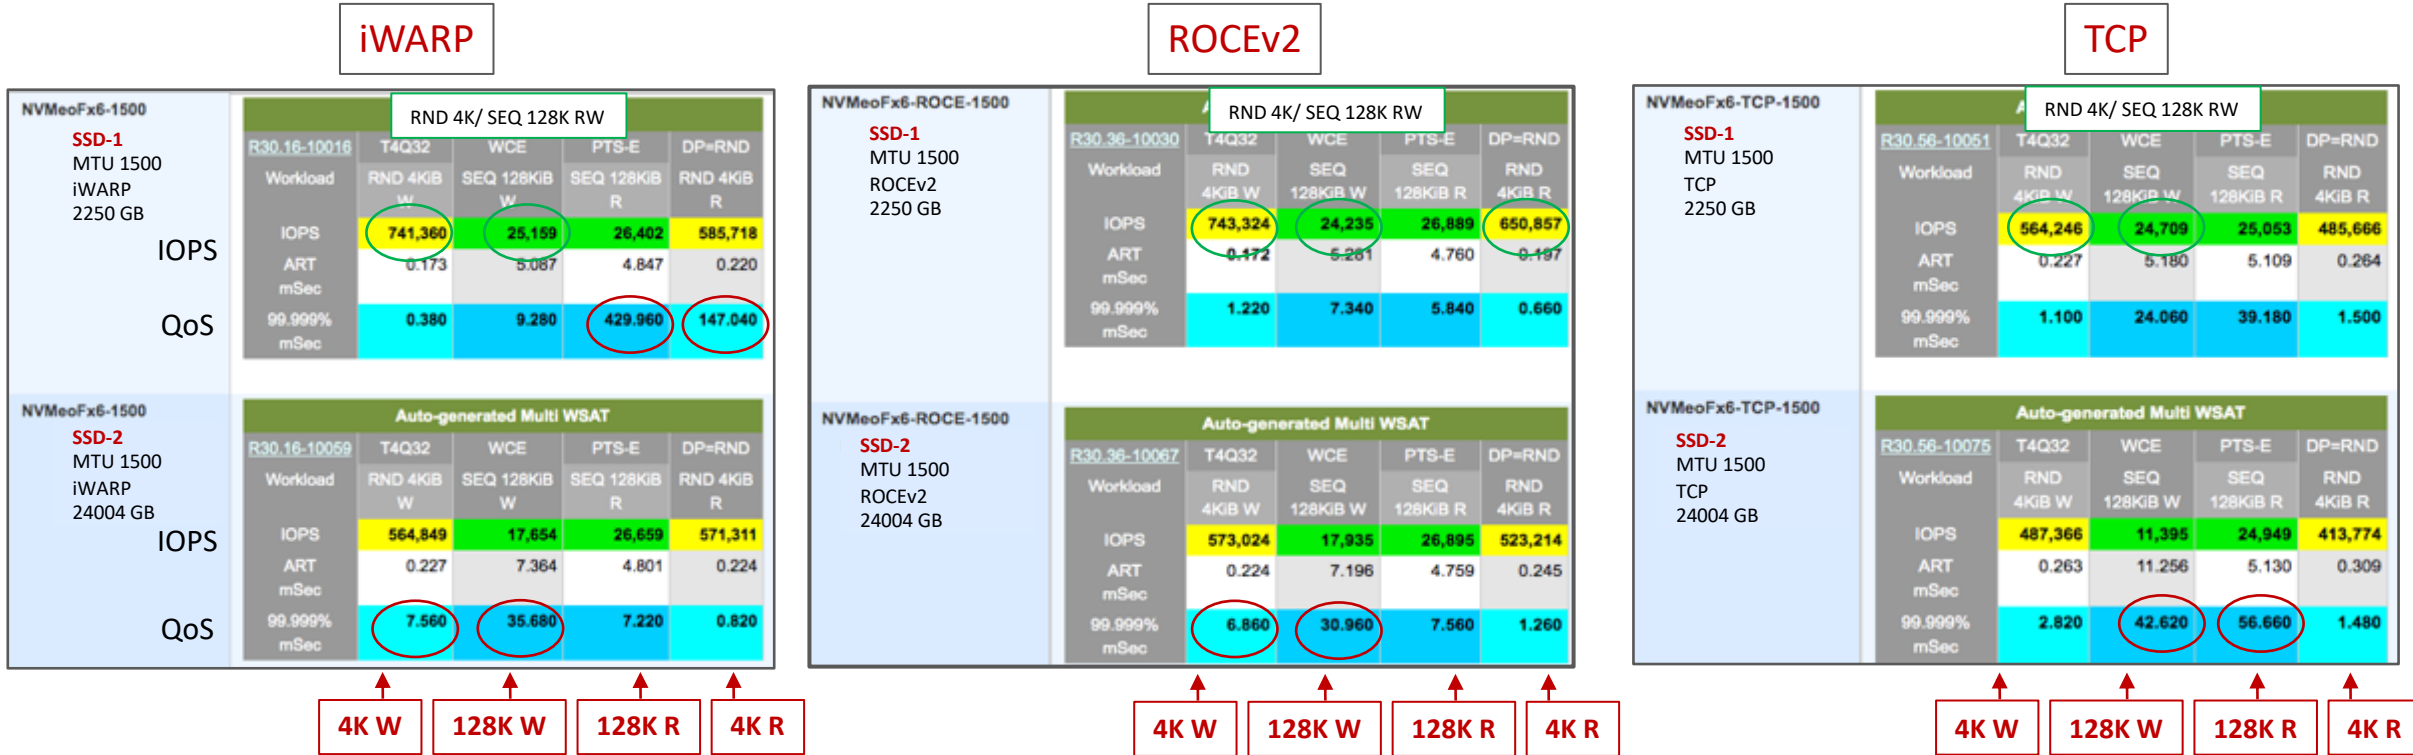 iWARP
NVMeoFx6-1500
SSD-1
MTU 1500
iWARP
2250 GB
IOPS
QoS
RND 4K/ SEQ 128K RW
R30.16-10016 T4Q32 WCE PTS-E DP=RND
Workload RND 4KiB W SEQ 128KiB W SEQ 128KiB R RND 4KiB R
IOPS 741,360 25,159 26,402 585,718
ART mSec 0.173 5.087 4.847 0.220
99.999% mSec 0.380 9.280 429.960 147.040
NVMeoFx6-1500
SSD-2
MTU 1500
iWARP
24004 GB
IOPS
QoS
Auto-generated Multi WSAT
R30.16-10059 T4Q32 WCE PTS-E DP=RND
Workload RND 4KiB W SEQ 128KiB W SEQ 128KiB R RND 4KiB R
IOPS 564,849 17,654 26,659 571,311
ART mSec 0.227 7.364 4.801 0.224
99.999% mSec 7.560 35.680 7.220 0.820
4K W 128K W 128K R 4K R
ROCEv2
NVMeoFx6-ROCE-1500
SSD-1
MTU 1500
ROCEv2
2250 GB
A
RND 4K/ SEQ 128K RW
R30.36-10030 T4Q32 WCE PTS-E DP=RND
Workload RND 4KiB W SEQ 128KiB W SEQ 128KiB R RND 4KiB R
IOPS 743,324 24,235 26,889 650,857
ART mSec 0.172 5.281 4.760 0.197
99.999% mSec 1.220 7.340 5.840 0.660
NVMeoFx6-ROCE-1500
SSD-2
MTU 1500
ROCEv2
24004 GB
Auto-generated Multi WSAT
R30.36-10067 T4Q32 WCE PTS-E DP=RND
Workload RND 4KiB W SEQ 128KiB W SEQ 128KiB R RND 4KiB R
IOPS 573,024 17,935 26,895 523,214
ART mSec 0.224 7.196 4.759 0.245
99.999% mSec 6.860 30.960 7.560 1.260
4K W 128K W 128K R 4K R
TCP
NVMeoFx6-TCP-1500
SSD-1
MTU 1500
TCP
2250 GB
A
RND 4K/ SEQ 128K RW
R30.56-10051 T4Q32 WCE PTS-E DP=RND
Workload RND 4KiB W SEQ 128KiB W SEQ 128KiB R RND 4KiB R
IOPS 564,246 24,709 25,053 485,666
ART mSec 0.227 5.180 5.109 0.264
99.999% mSec 1.100 24.060 39.180 1.500
NVMeoFx6-TCP-1500
SSD-2
MTU 1500
TCP
24004 GB
Auto-generated Multi WSAT
R30.56-10075 T4Q32 WCE PTS-E DP=RND
Workload RND 4KiB W SEQ 128KiB W SEQ 128KiB R RND 4KiB R
IOPS 487,366 11,395 24,949 413,774
ART mSec 0.263 11.256 5.130 0.309
99.999% mSec 2.820 42.620 56.660 1.480
4K W 128K W 128K R 4K R